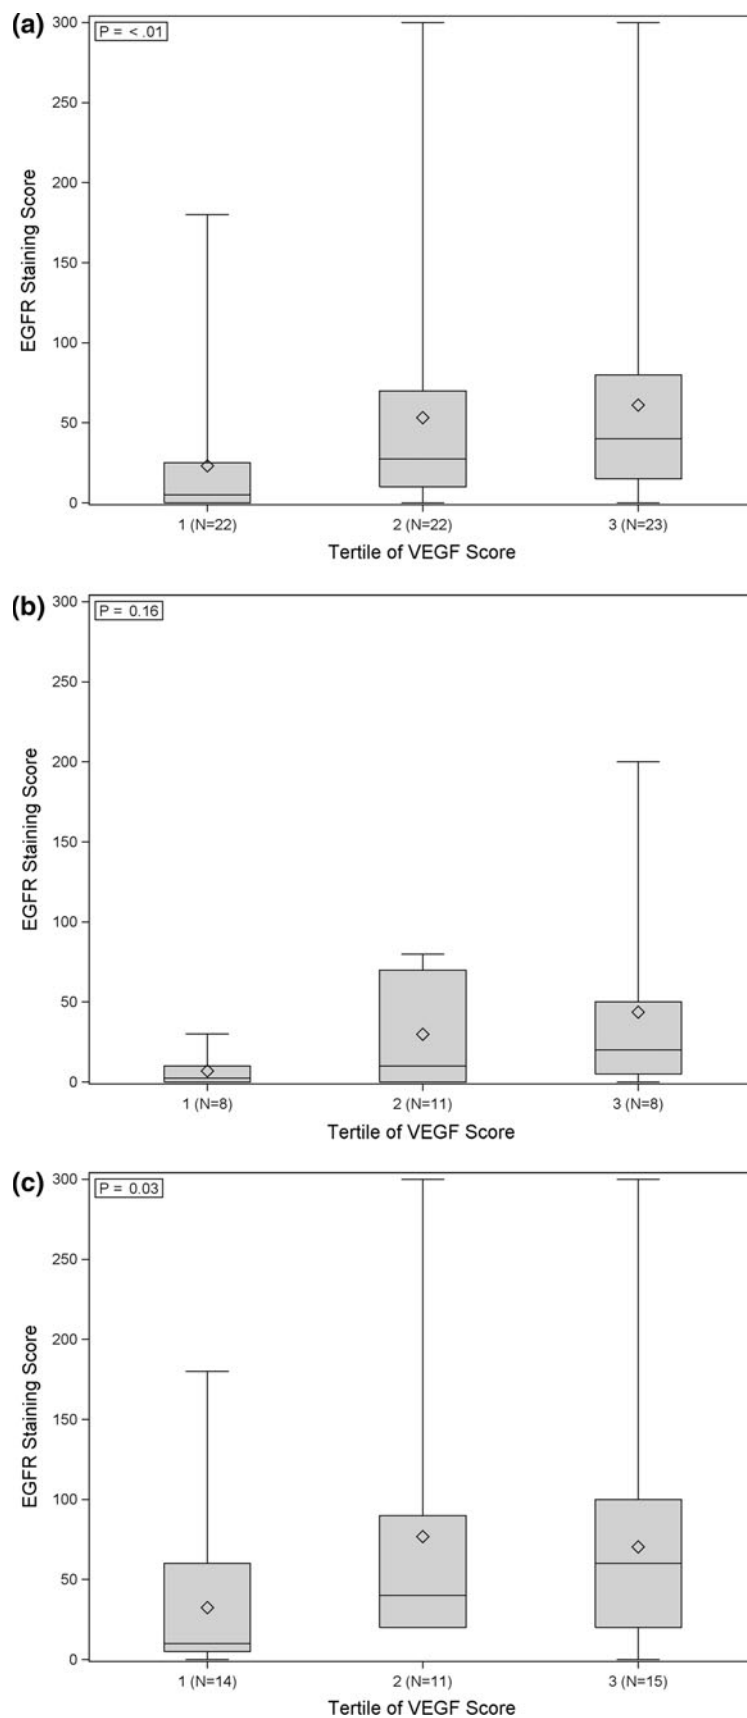 (a)
P = < .01
300
250
200
150
100
50
0
EGFR Staining Score
1 (N=22) 2 (N=22) 3 (N=23)
Tertile of VEGF Score
(b)
P = 0.16
300
250
200
150
100
50
0
EGFR Staining Score
1 (N=8) 2 (N=11) 3 (N=8)
Tertile of VEGF Score
(c)
P = 0.03
300
250
200
150
100
50
0
EGFR Staining Score
1 (N=14) 2 (N=11) 3 (N=15)
Tertile of VEGF Score